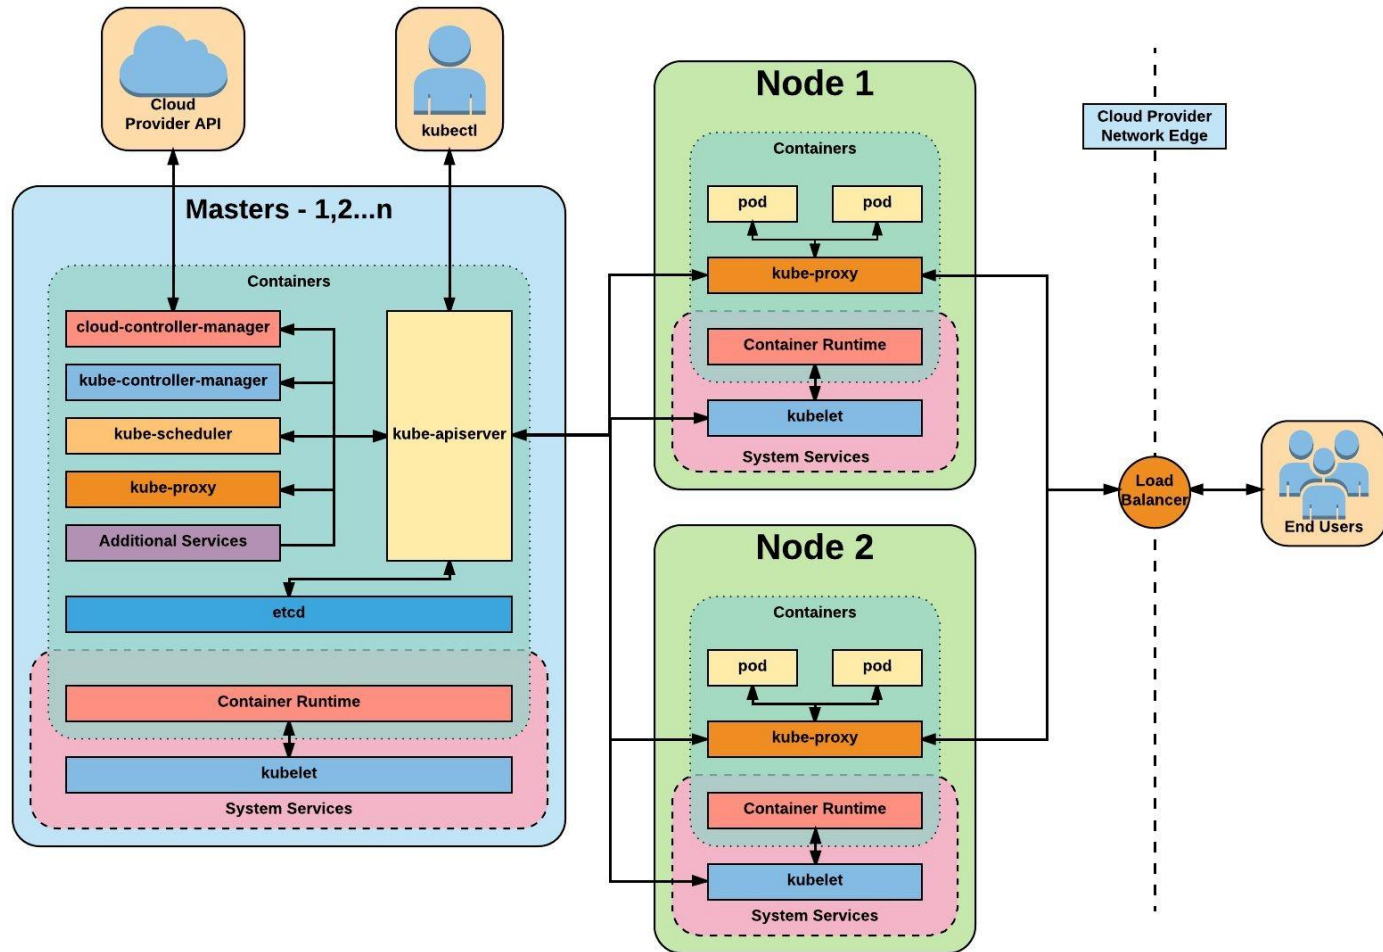 Cloud
Provider API
kubectl
Masters - 1,2...n
Containers
cloud-controller-manager
kube-controller-manager
kube-scheduler
kube-proxy
Additional Services
kube-apiserver
etcd
Container Runtime
kubelet
System Services
Node 1
Containers
pod
pod
kube-proxy
Container Runtime
kubelet
System Services
Node 2
Containers
pod
pod
kube-proxy
Container Runtime
kubelet
System Services
Cloud Provider
Network Edge
Load
Balancer
End Users